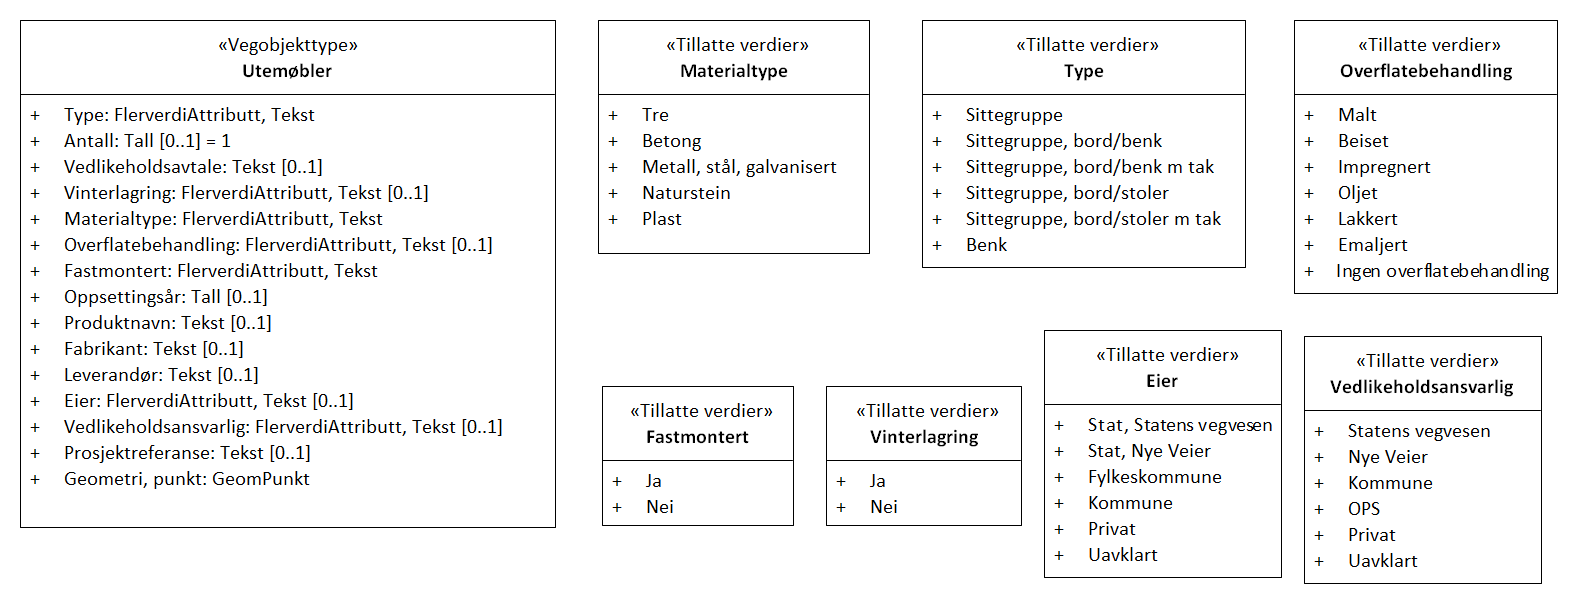 «Vegobjekttype»
Utemøbler
+ Type: FlerverdiAttributt, Tekst
+ Antall: Tall [0..1] = 1
+ Vedlikeholdsavtale: Tekst [0..1]
+ Vinterlagring: FlerverdiAttributt, Tekst [0..1]
+ Materialtype: FlerverdiAttributt, Tekst
+ Overflatebehandling: FlerverdiAttributt, Tekst [0..1]
+ Fastmontert: FlerverdiAttributt, Tekst
+ Oppsettingsår: Tall [0..1]
+ Produktnavn: Tekst [0..1]
+ Fabrikant: Tekst [0..1]
+ Leverandør: Tekst [0..1]
+ Eier: FlerverdiAttributt, Tekst [0..1]
+ Vedlikeholdsansvarlig: FlerverdiAttributt, Tekst [0..1]
+ Prosjektreferanse: Tekst [0..1]
+ Geometri, punkt: GeomPunkt
«Tillatte verdier»
Materialtype
+ Tre
+ Betong
+ Metall, stål, galvanisert
+ Naturstein
+ Plast
«Tillatte verdier»
Type
+ Sittegruppe
+ Sittegruppe, bord/benk
+ Sittegruppe, bord/benk m tak
+ Sittegruppe, bord/stoler
+ Sittegruppe, bord/stoler m tak
+ Benk
«Tillatte verdier»
Overflatebehandling
+ Malt
+ Beiset
+ Impregnert
+ Oljet
+ Lakkert
+ Emaljert
+ Ingen overflatebehandling
«Tillatte verdier»
Fastmontert
+ Ja
+ Nei
«Tillatte verdier»
Vinterlagring
+ Ja
+ Nei
«Tillatte verdier»
Eier
+ Stat, Statens vegvesen
+ Stat, Nye Veier
+ Fylkeskommune
+ Kommune
+ Privat
+ Uavklart
«Tillatte verdier»
Vedlikeholdsansvarlig
+ Statens vegvesen
+ Nye Veier
+ Kommune
+ OPS
+ Privat
+ Uavklart